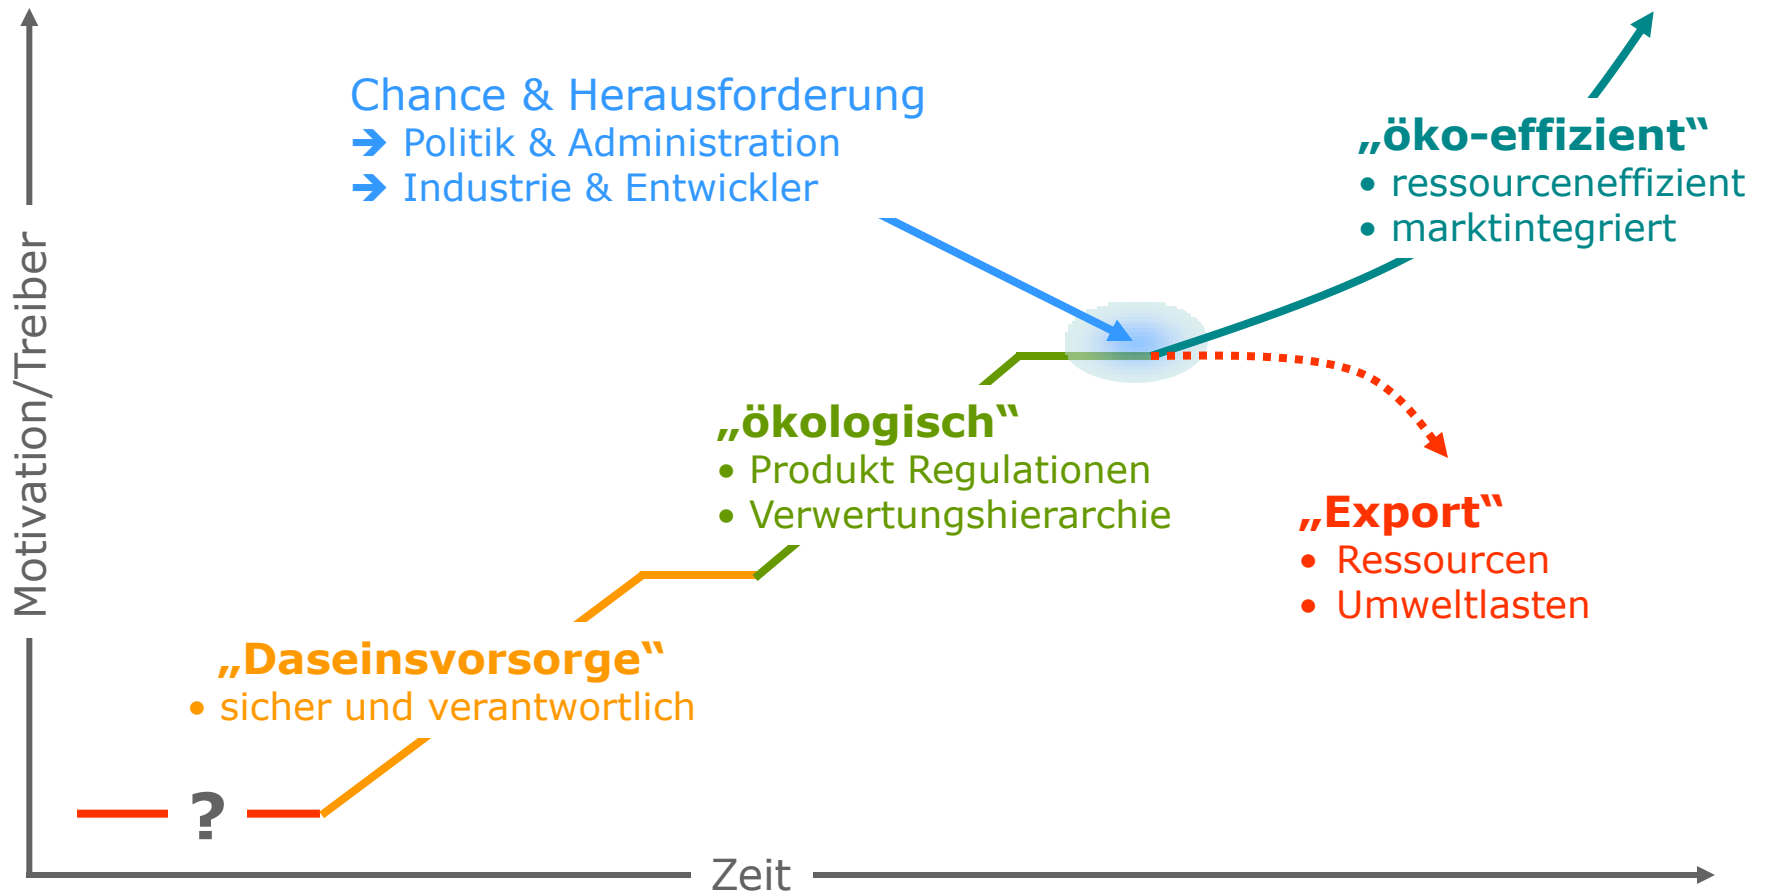 Chance & Herausforderung
➔ Politik & Administration
➔ Industrie & Entwickler
„öko-effizient“
• ressourceneffizient
• marktintegriert
Motivation/Treiber
„ökologisch“
• Produkt Regulationen
• Verwertungshierarchie
„Export“
• Ressourcen
• Umweltlasten
„Daseinsvorsorge“
• sicher und verantwortlich
?
Zeit